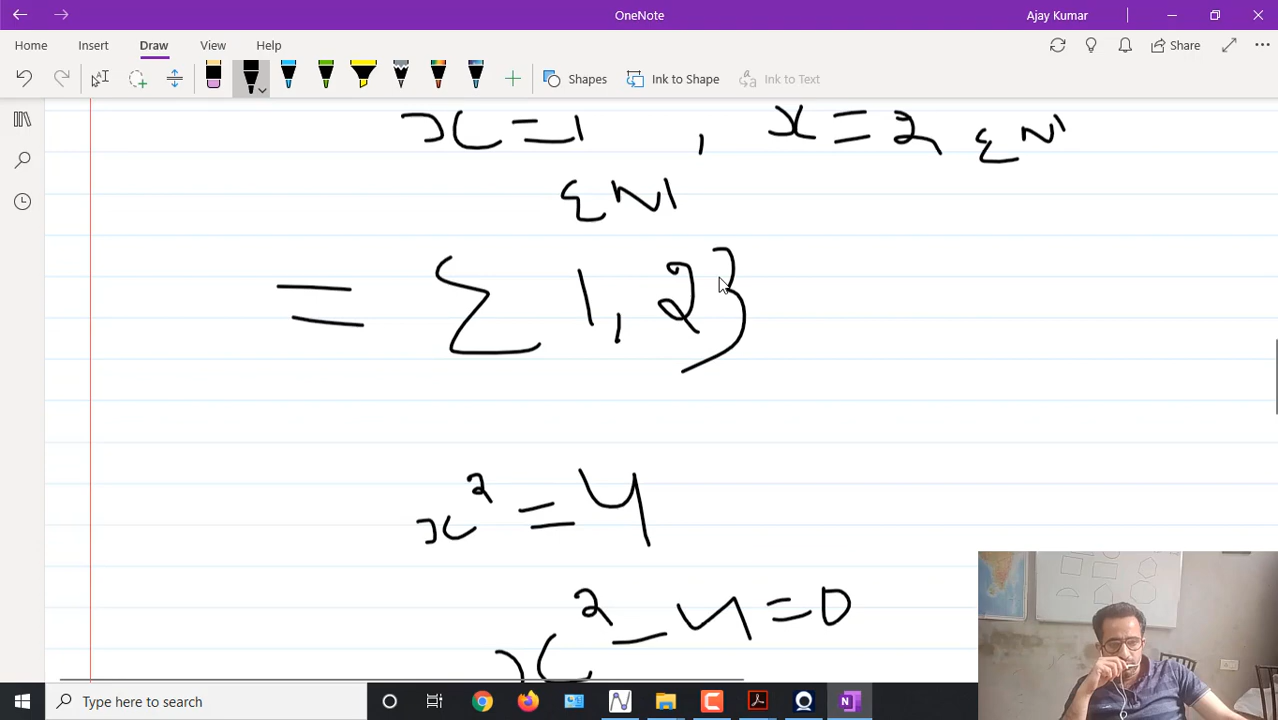 OneNote
Ajay Kumar
Home Insert Draw View Help
Share
Shapes Ink to Shape Ink to Text
x = 1 , x = 2 ∈ N
∈ N
= { 1, 2 }
x² = 4
x² - 4 = 0
Type here to search